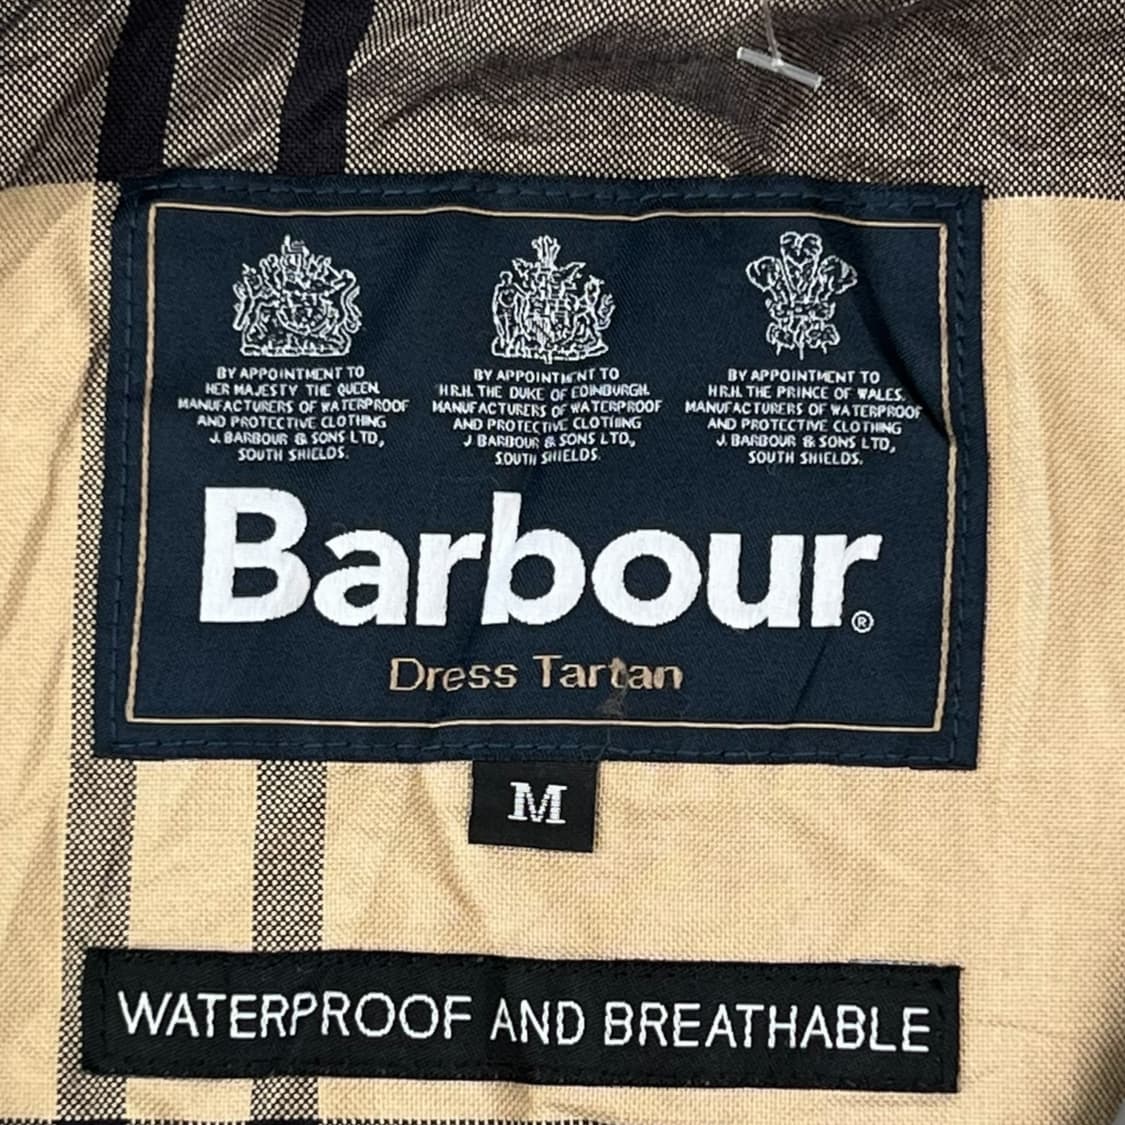 BY APPOINTMENT TO
HER MAJESTY THE QUEEN,
MANUFACTURERS OF WATERPROOF
AND PROTECTIVE CLOTHING
J. BARBOUR & SONS LTD,
SOUTH SHIELDS.
BY APPOINTMENT TO
H.R.H. THE DUKE OF EDINBURGH,
MANUFACTURERS OF WATERPROOF
AND PROTECTIVE CLOTHING
J BARBOUR & SONS LTD,
SOUTH SHIELDS.
BY APPOINTMENT TO
H.R.H. THE PRINCE OF WALES,
MANUFACTURERS OF WATERPROOF
AND PROTECTIVE CLOTHING
J. BARBOUR & SONS LTD,
SOUTH SHIELDS.
Barbour®
Dress Tartan
M
WATERPROOF AND BREATHABLE